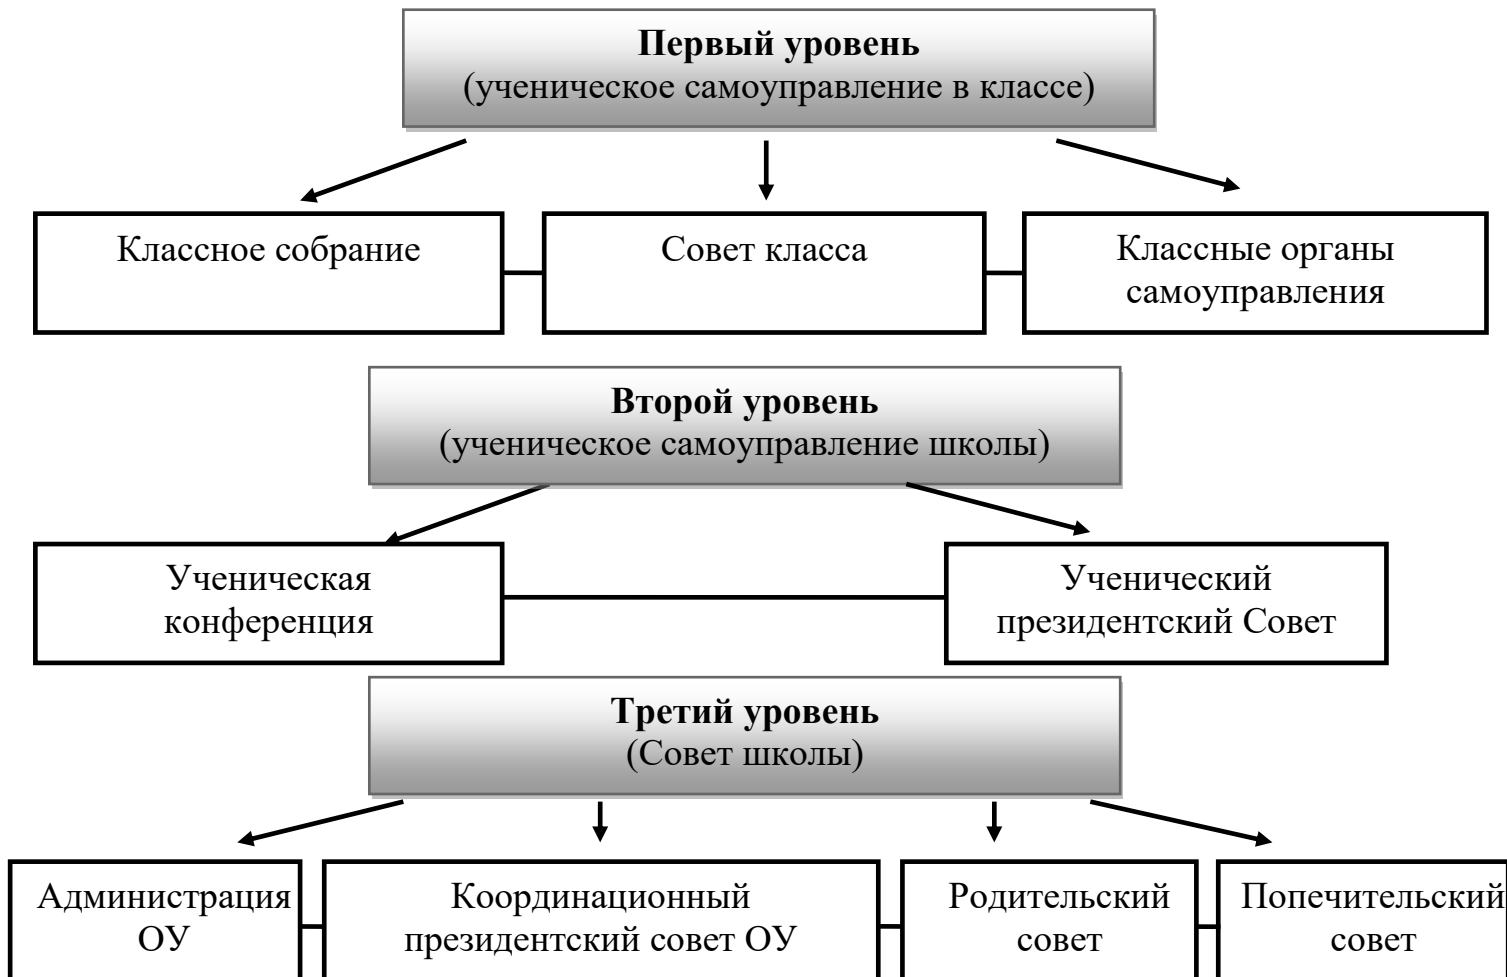 Первый уровень
(ученическое самоуправление в классе)
Классное собрание
Совет класса
Классные органы
самоуправления
Второй уровень
(ученическое самоуправление школы)
Ученическая
конференция
Ученический
президентский Совет
Третий уровень
(Совет школы)
Администрация
ОУ
Координационный
президентский совет ОУ
Родительский
совет
Попечительский
совет